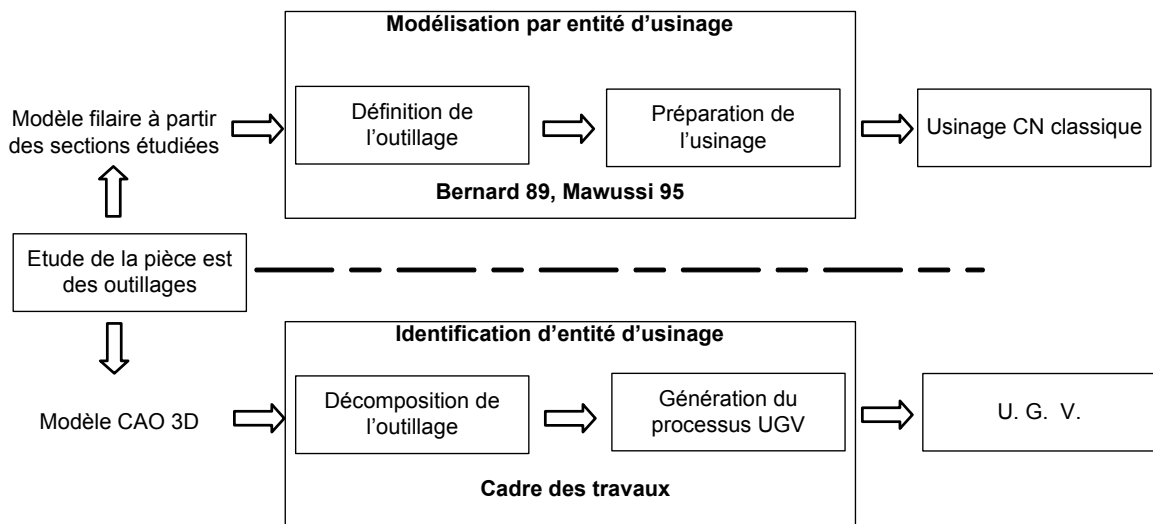 Modélisation par entité d'usinage
Modèle filaire à partir
des sections étudiées
Définition de
l'outillage
Préparation de
l'usinage
Usinage CN classique
Bernard 89, Mawussi 95
Etude de la pièce est
des outillages
Identification d'entité d'usinage
Modèle CAO 3D
Décomposition de
l'outillage
Génération du
processus UGV
U. G. V.
Cadre des travaux